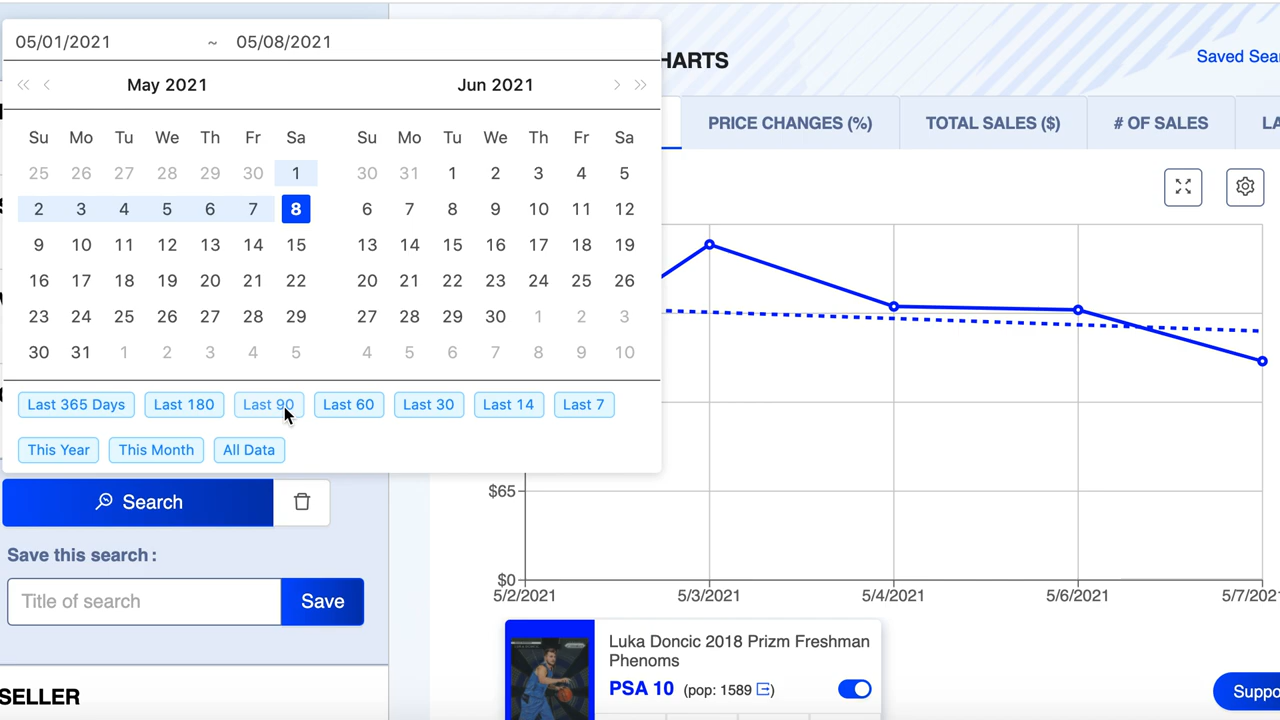 05/01/2021 ~ 05/08/2021
HARTS
Saved
May 2021
Jun 2021
Su Mo Tu We Th Fr Sa
25 26 27 28 29 30 1
2 3 4 5 6 7 8
9 10 11 12 13 14 15
16 17 18 19 20 21 22
23 24 25 26 27 28 29
30 31 1 2 3 4 5
Su Mo Tu We Th Fr Sa
30 31 1 2 3 4 5
6 7 8 9 10 11 12
13 14 15 16 17 18 19
20 21 22 23 24 25 26
27 28 29 30 1 2 3
4 5 6 7 8 9 10
Last 365 Days Last 180 Last 90 Last 60 Last 30 Last 14 Last 7
This Year This Month All Data
Search
Save this search :
Title of search
Save
SELLER
PRICE CHANGES (%) TOTAL SALES ($) # OF SALES
$65
$0
5/2/2021 5/3/2021 5/4/2021 5/6/2021 5/7/2021
Luka Doncic 2018 Prizm Freshman
Phenoms
PSA 10 (pop: 1589)